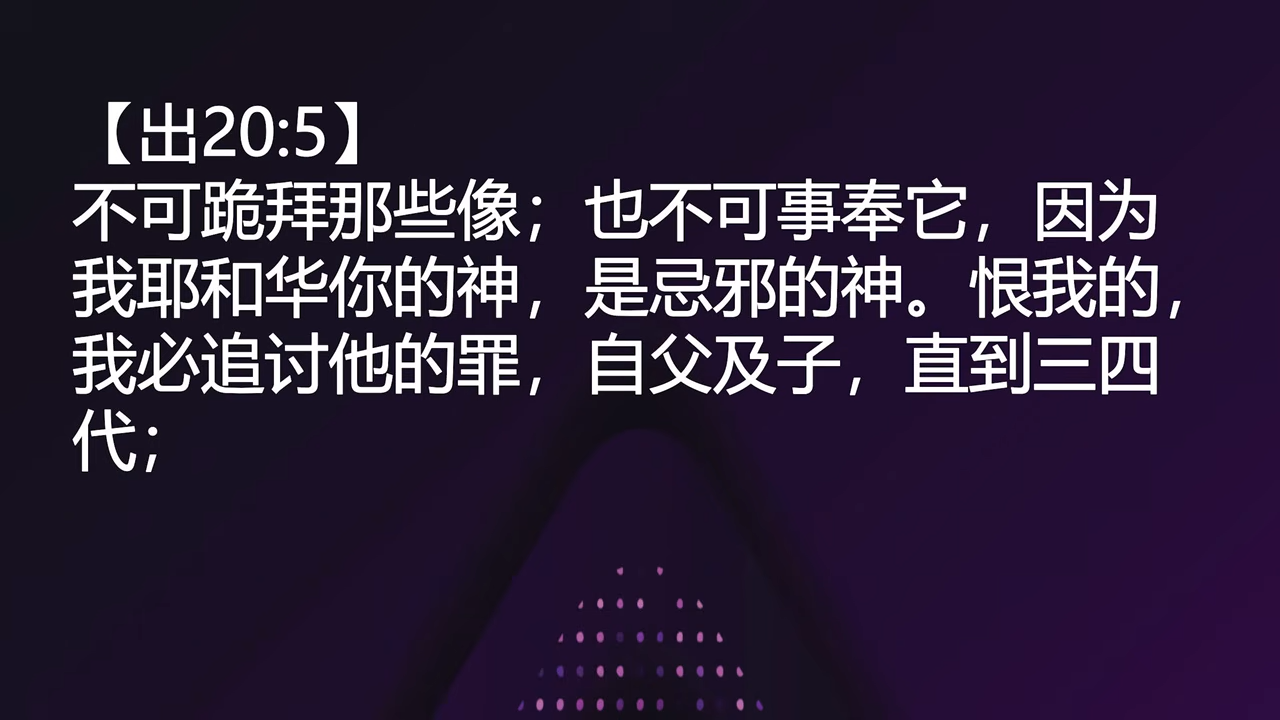 【出20:5】
不可跪拜那些像；也不可事奉它，因为
我耶和华你的神，是忌邪的神。恨我的，
我必追讨他的罪，自父及子，直到三四
代；